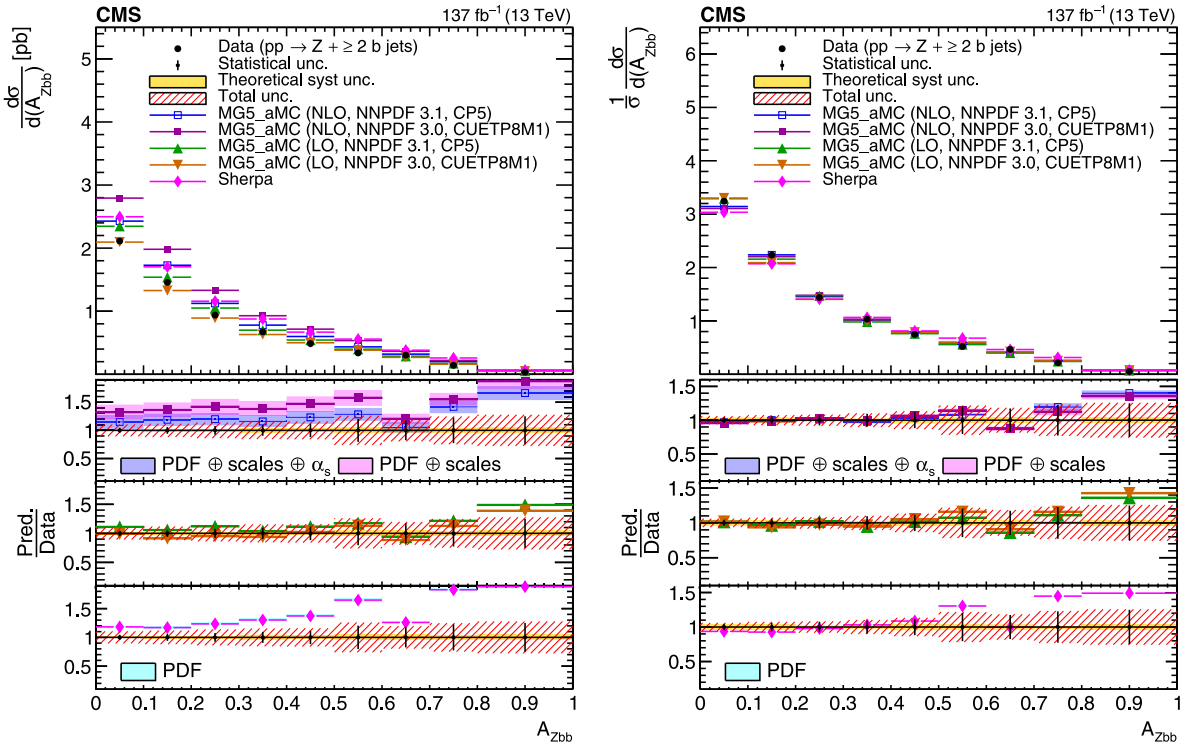 CMS
137 fb⁻¹ (13 TeV)
dσ
d(A_Zbb)
[pb]
Data (pp → Z + ≥ 2 b jets)
Statistical unc.
Theoretical syst unc.
Total unc.
MG5_aMC (NLO, NNPDF 3.1, CP5)
MG5_aMC (NLO, NNPDF 3.0, CUETP8M1)
MG5_aMC (LO, NNPDF 3.1, CP5)
MG5_aMC (LO, NNPDF 3.0, CUETP8M1)
Sherpa
5
4
3
2
1
1.5
1
0.5
PDF ⊕ scales ⊕ α_s
PDF ⊕ scales
Pred.
Data
1.5
1
0.5
1.5
1
0.5
PDF
0 0.1 0.2 0.3 0.4 0.5 0.6 0.7 0.8 0.9 1
A_Zbb
CMS
137 fb⁻¹ (13 TeV)
1 dσ
σ d(A_Zbb)
Data (pp → Z + ≥ 2 b jets)
Statistical unc.
Theoretical syst unc.
Total unc.
MG5_aMC (NLO, NNPDF 3.1, CP5)
MG5_aMC (NLO, NNPDF 3.0, CUETP8M1)
MG5_aMC (LO, NNPDF 3.1, CP5)
MG5_aMC (LO, NNPDF 3.0, CUETP8M1)
Sherpa
6
5
4
3
2
1
1.5
1
0.5
PDF ⊕ scales ⊕ α_s
PDF ⊕ scales
Pred.
Data
1.5
1
0.5
1.5
1
0.5
PDF
0 0.1 0.2 0.3 0.4 0.5 0.6 0.7 0.8 0.9 1
A_Zbb